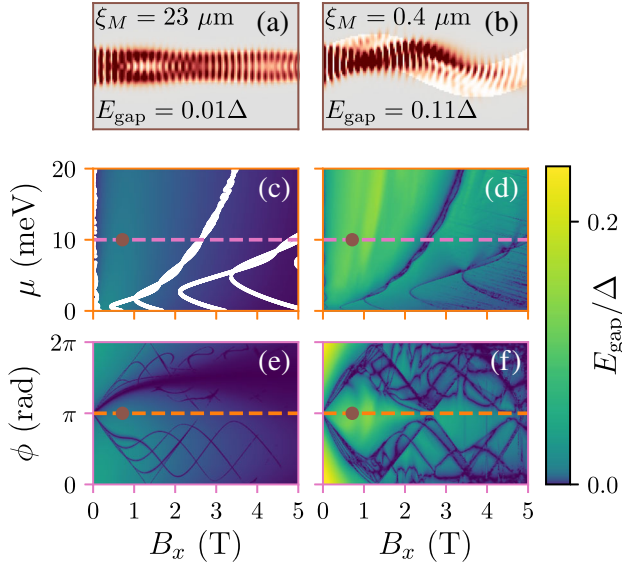 ξ_M = 23 μm (a)
E_gap = 0.01Δ
ξ_M = 0.4 μm (b)
E_gap = 0.11Δ
μ (meV)
20
10
0
(c)
(d)
ϕ (rad)
2π
π
0
(e)
(f)
0 1 2 3 4 5
B_x (T)
0 1 2 3 4 5
B_x (T)
0.2
0.0
E_gap/Δ